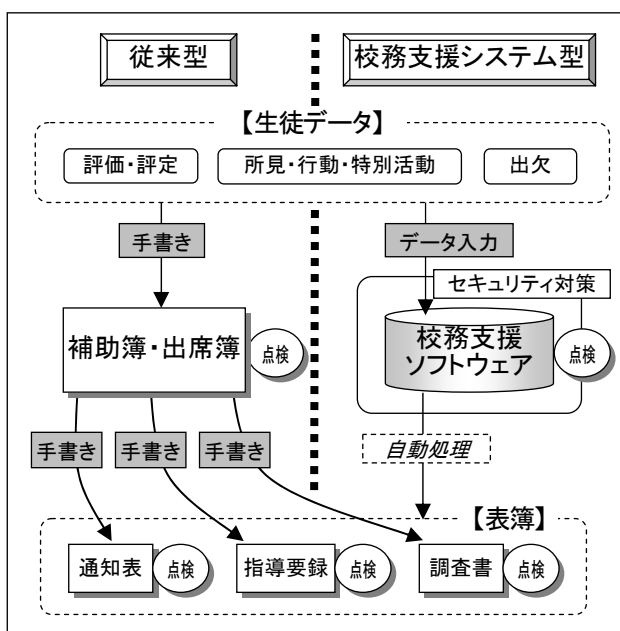 従来型
校務支援システム型
【生徒データ】
評価・評定
所見・行動・特別活動
出欠
手書き
データ入力
セキュリティ対策
補助簿・出席簿
点検
校務支援
ソフトウェア
点検
手書き
手書き
手書き
自動処理
【表簿】
通知表
点検
指導要録
点検
調査書
点検